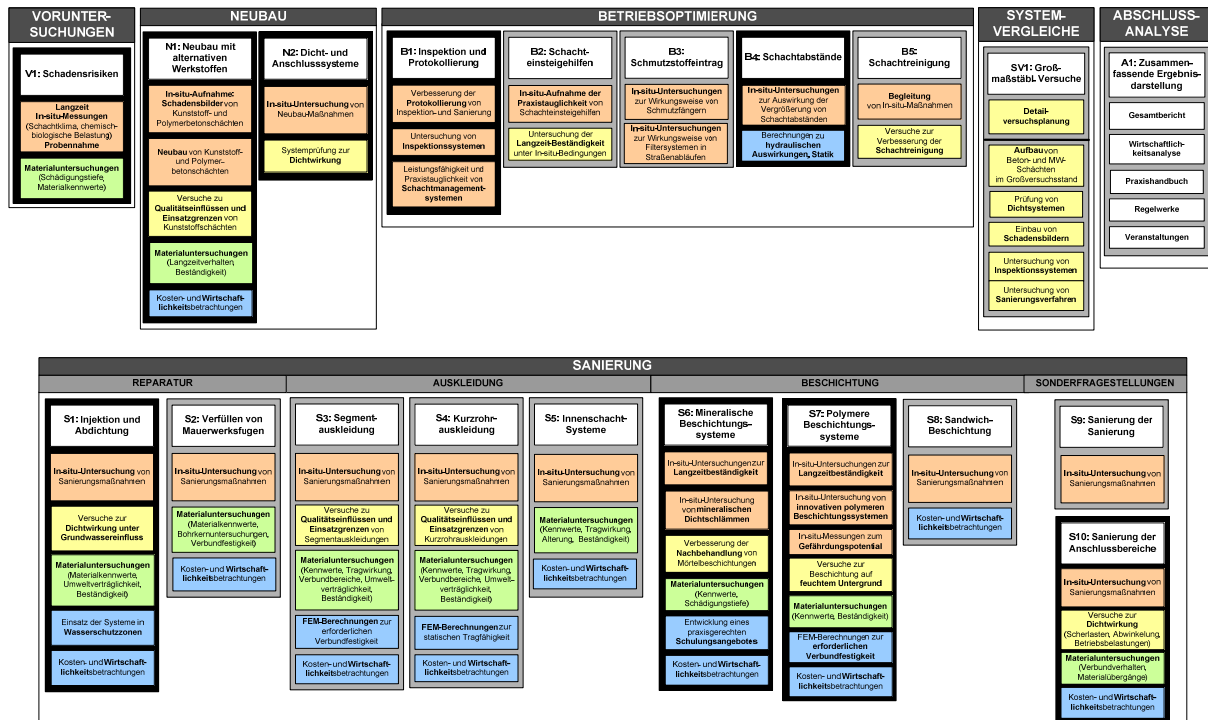 VORUNTER-
SUCHUNGEN
V1: Schadensrisiken
Langzeit
In-situ-Messungen
(Schachtklima, chemisch-
biologische Belastung)
Probennahme
Materialuntersuchungen
(Schädigungstiefe,
Materialkennwerte)
NEUBAU
N1: Neubau mit
alternativen
Werkstoffen
In-situ-Aufnahme:
Schadensbilder von
Kunststoff- und
Polymerbetonschächten
Neubau von Kunststoff-
und Polymer-
betonschächten
Versuche zu
Qualitätseinflüssen und
Einsatzgrenzen von
Kunststoffschächten
Materialuntersuchungen
(Langzeitverhalten,
Beständigkeit)
Kosten- und Wirtschaft-
lichkeitsbetrachtungen
N2: Dicht- und
Anschlusssysteme
In-situ-Untersuchung von
Neubau-Maßnahmen
Systemprüfung zur
Dichtwirkung
BETRIEBSOPTIMIERUNG
B1: Inspektion und
Protokollierung
Verbesserung der
Protokollierung von
Inspektion- und Sanierung
Untersuchung von
Inspektionssystemen
Leistungsfähigkeit und
Praxistauglichkeit von
Schachtmanagement-
systemen
B2: Schacht-
einsteigehilfen
In-situ-Aufnahme der
Praxistauglichkeit von
Schachteinsteigehilfen
Untersuchung der
Langzeit-Beständigkeit
unter In-situ-Bedingungen
B3:
Schmutzstoffeintrag
In-situ-Untersuchungen
zur Wirkungsweise von
Schmutzfängern
In-situ-Untersuchungen
zur Wirkungsweise von
Filtersystemen in
Straßenabläufen
B4: Schachtabstände
In-situ-Untersuchungen
zur Auswirkung der
Vergrößerung von
Schachtabständen
Berechnungen zu
hydraulischen
Auswirkungen, Statik
B5:
Schachtreinigung
Begleitung
von In-situ-Maßnahmen
Versuche zur
Verbesserung der
Schachtreinigung
SYSTEM-
VERGLEICHE
SV1: Groß-
maßstäbl. Versuche
Detail-
versuchsplanung
Aufbau von
Beton- und MW-
Schächten
im Großversuchsstand
Prüfung von
Dichtsystemen
Einbau von
Schadensbildern
Untersuchung von
Inspektionssystemen
Untersuchung von
Sanierungsverfahren
ABSCHLUSS-
ANALYSE
A1: Zusammen-
fassende Ergebnis-
darstellung
Gesamtbericht
Wirtschaftlich-
keitsanalyse
Praxishandbuch
Regelwerke
Veranstaltungen
SANIERUNG
REPARATUR
S1: Injektion und
Abdichtung
In-situ-Untersuchung von
Sanierungsmaßnahmen
Versuche zur
Dichtwirkung unter
Grundwassereinfluss
Materialuntersuchungen
(Materialkennwerte,
Umweltverträglichkeit,
Beständigkeit)
Einsatz der Systeme in
Wasserschutzzonen
Kosten- und Wirtschaft-
lichkeitsbetrachtungen
S2: Verfüllen von
Mauerwerksfugen
In-situ-Untersuchung von
Sanierungsmaßnahmen
Materialuntersuchungen
(Materialkennwerte,
Bohrkernuntersuchungen,
Verbundfestigkeit)
Kosten- und Wirtschaft-
lichkeitsbetrachtungen
AUSKLEIDUNG
S3: Segment-
auskleidung
In-situ-Untersuchung von
Sanierungsmaßnahmen
Versuche zu
Qualitätseinflüssen und
Einsatzgrenzen von
Segmentauskleidungen
Materialuntersuchungen
(Kennwerte, Tragwirkung,
Verbundbereiche, Umwelt-
verträglichkeit,
Beständigkeit)
FEM-Berechnungen zur
erforderlichen
Verbundfestigkeit
Kosten- und Wirtschaft-
lichkeitsbetrachtungen
S4: Kurzrohr-
auskleidung
In-situ-Untersuchung von
Sanierungsmaßnahmen
Versuche zu
Qualitätseinflüssen und
Einsatzgrenzen von
Kurzrohrauskleidungen
Materialuntersuchungen
(Kennwerte, Tragwirkung,
Verbundbereiche, Umwelt-
verträglichkeit,
Beständigkeit)
FEM-Berechnungen zur
statischen Tragfähigkeit
Kosten- und Wirtschaft-
lichkeitsbetrachtungen
S5: Innenschacht-
Systeme
In-situ-Untersuchung von
Sanierungsmaßnahmen
Materialuntersuchungen
(Kennwerte, Tragwirkung,
Alterung, Beständigkeit)
Kosten- und Wirtschaft-
lichkeitsbetrachtungen
BESCHICHTUNG
S6: Mineralische
Beschichtungs-
systeme
In-situ-Untersuchungen zur
Langzeitbeständigkeit
In-situ-Untersuchung
von mineralischen
Dichtschlämmen
Verbesserung der
Nachbehandlung von
Mörtelbeschichtungen
Materialuntersuchungen
(Kennwerte,
Schädigungstiefe)
Entwicklung eines
praxisgerechten
Schulungsangebotes
Kosten- und Wirtschaft-
lichkeitsbetrachtungen
S7: Polymere
Beschichtungs-
systeme
In-situ-Untersuchungen zur
Langzeitbeständigkeit
In-situ-Untersuchung von
innovativen polymeren
Beschichtungssystemen
In-situ-Messungen zum
Gefährdungspotential
Versuche zur
Beschichtung auf
feuchtem Untergrund
Materialuntersuchungen
(Kennwerte, Beständigkeit)
FEM-Berechnungen zur
erforderlichen
Verbundfestigkeit
Kosten- und Wirtschaft-
lichkeitsbetrachtungen
S8: Sandwich-
Beschichtung
In-situ-Untersuchung von
Sanierungsmaßnahmen
Kosten- und Wirtschaft-
lichkeitsbetrachtungen
SONDERFRAGESTELLUNGEN
S9: Sanierung der
Sanierung
In-situ-Untersuchung von
Sanierungsmaßnahmen
S10: Sanierung der
Anschlussbereiche
In-situ-Untersuchung von
Sanierungsmaßnahmen
Versuche zur
Dichtwirkung
(Scherlasten, Abwinkelung,
Betriebsbelastungen)
Materialuntersuchungen
(Verbundverhalten,
Materialübergänge)
Kosten- und Wirtschaft-
lichkeitsbetrachtungen